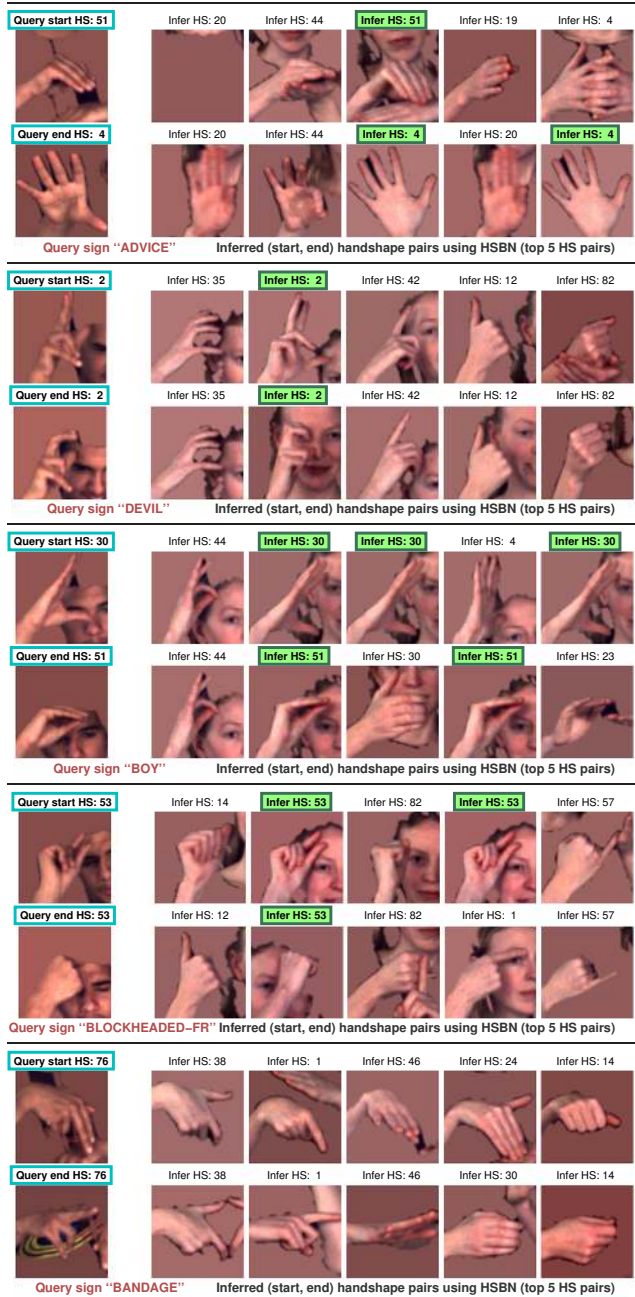 Query start HS: 51 Infer HS: 20 Infer HS: 44 Infer HS: 51 Infer HS: 19 Infer HS: 4
Query end HS: 4 Infer HS: 20 Infer HS: 44 Infer HS: 4 Infer HS: 20 Infer HS: 4
Query sign ‘‘ADVICE’’ Inferred (start, end) handshape pairs using HSBN (top 5 HS pairs)
Query start HS: 2 Infer HS: 35 Infer HS: 2 Infer HS: 42 Infer HS: 12 Infer HS: 82
Query end HS: 2 Infer HS: 35 Infer HS: 2 Infer HS: 42 Infer HS: 12 Infer HS: 82
Query sign ‘‘DEVIL’’ Inferred (start, end) handshape pairs using HSBN (top 5 HS pairs)
Query start HS: 30 Infer HS: 44 Infer HS: 30 Infer HS: 30 Infer HS: 4 Infer HS: 30
Query end HS: 51 Infer HS: 44 Infer HS: 51 Infer HS: 30 Infer HS: 51 Infer HS: 23
Query sign ‘‘BOY’’ Inferred (start, end) handshape pairs using HSBN (top 5 HS pairs)
Query start HS: 53 Infer HS: 14 Infer HS: 53 Infer HS: 82 Infer HS: 53 Infer HS: 57
Query end HS: 53 Infer HS: 12 Infer HS: 53 Infer HS: 82 Infer HS: 1 Infer HS: 57
Query sign ‘‘BLOCKHEADED−FR’’ Inferred (start, end) handshape pairs using HSBN (top 5 HS pairs)
Query start HS: 76 Infer HS: 38 Infer HS: 1 Infer HS: 46 Infer HS: 24 Infer HS: 14
Query end HS: 76 Infer HS: 38 Infer HS: 1 Infer HS: 46 Infer HS: 30 Infer HS: 14
Query sign ‘‘BANDAGE’’ Inferred (start, end) handshape pairs using HSBN (top 5 HS pairs)